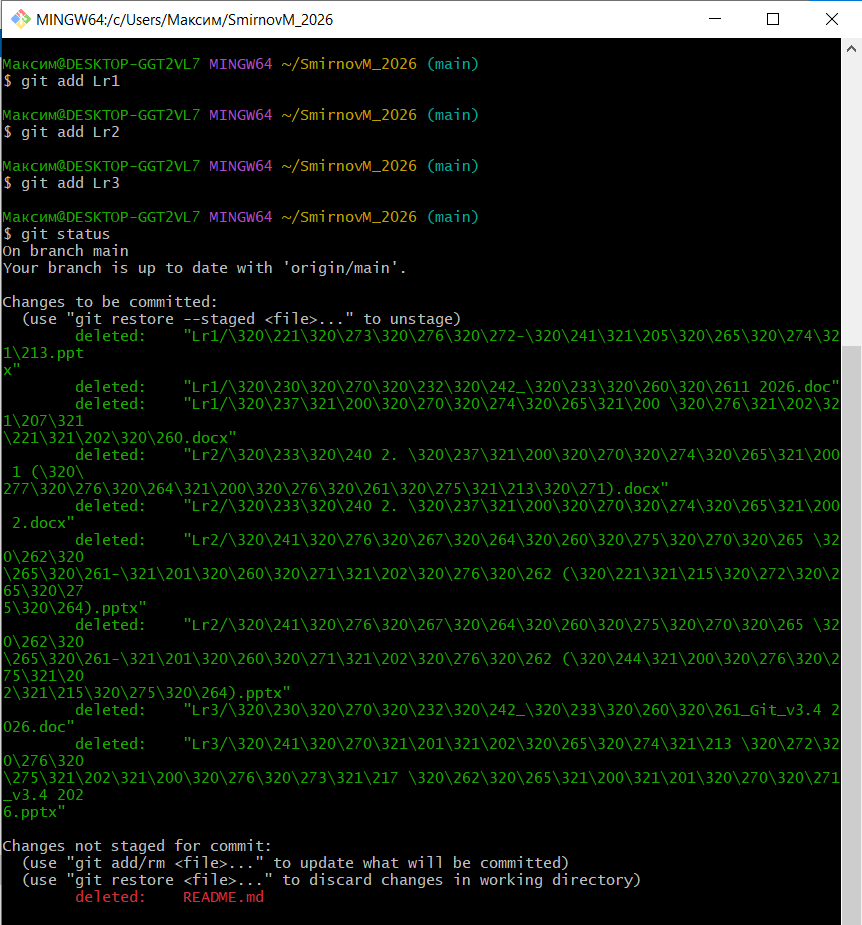 MINGW64:/c/Users/Максим/SmirnovM_2026
Максим@DESKTOP-GGT2VL7 MINGW64 ~/SmirnovM_2026 (main)
$ git add Lr1
Максим@DESKTOP-GGT2VL7 MINGW64 ~/SmirnovM_2026 (main)
$ git add Lr2
Максим@DESKTOP-GGT2VL7 MINGW64 ~/SmirnovM_2026 (main)
$ git add Lr3
Максим@DESKTOP-GGT2VL7 MINGW64 ~/SmirnovM_2026 (main)
$ git status
On branch main
Your branch is up to date with 'origin/main'.
Changes to be committed:
(use "git restore --staged <file>..." to unstage)
deleted: "Lr1/\320\221\320\273\320\276\320\272-\320\241\321\205\320\265\320\274\32
1\213.ppt
x"
deleted: "Lr1/\320\230\320\270\320\232\320\242_\320\233\320\260\320\2611 2026.doc"
deleted: "Lr1/\320\237\321\200\320\270\320\274\320\265\321\200 \320\276\321\202\32
1\207\321
\221\321\202\320\260.docx"
deleted: "Lr2/\320\233\320\240 2. \320\237\321\200\320\270\320\274\320\265\321\200
1 (\320\
277\320\276\320\264\321\200\320\276\320\261\320\275\321\213\320\271).docx"
deleted: "Lr2/\320\233\320\240 2. \320\237\321\200\320\270\320\274\320\265\321\200
2.docx"
deleted: "Lr2/\320\241\320\276\320\267\320\264\320\260\320\275\320\270\320\265 \32
0\262\320
\265\320\261-\321\201\320\260\320\271\321\202\320\276\320\262 (\320\221\321\215\320\272\320\2
65\320\27
5\320\264).pptx"
deleted: "Lr2/\320\241\320\276\320\267\320\264\320\260\320\275\320\270\320\265 \32
0\262\320
\265\320\261-\321\201\320\260\320\271\321\202\320\276\320\262 (\320\244\321\200\320\276\320\2
75\321\20
2\321\215\320\275\320\264).pptx"
deleted: "Lr3/\320\230\320\270\320\232\320\242_\320\233\320\260\320\261_Git_v3.4 2
026.doc"
deleted: "Lr3/\320\241\320\270\321\201\321\202\320\265\320\274\321\213 \320\272\32
0\276\320
\275\321\202\321\200\320\276\320\273\321\217 \320\262\320\265\321\200\321\201\320\270\320\271
_v3.4 202
6.pptx"
Changes not staged for commit:
(use "git add/rm <file>..." to update what will be committed)
(use "git restore <file>..." to discard changes in working directory)
deleted: README.md